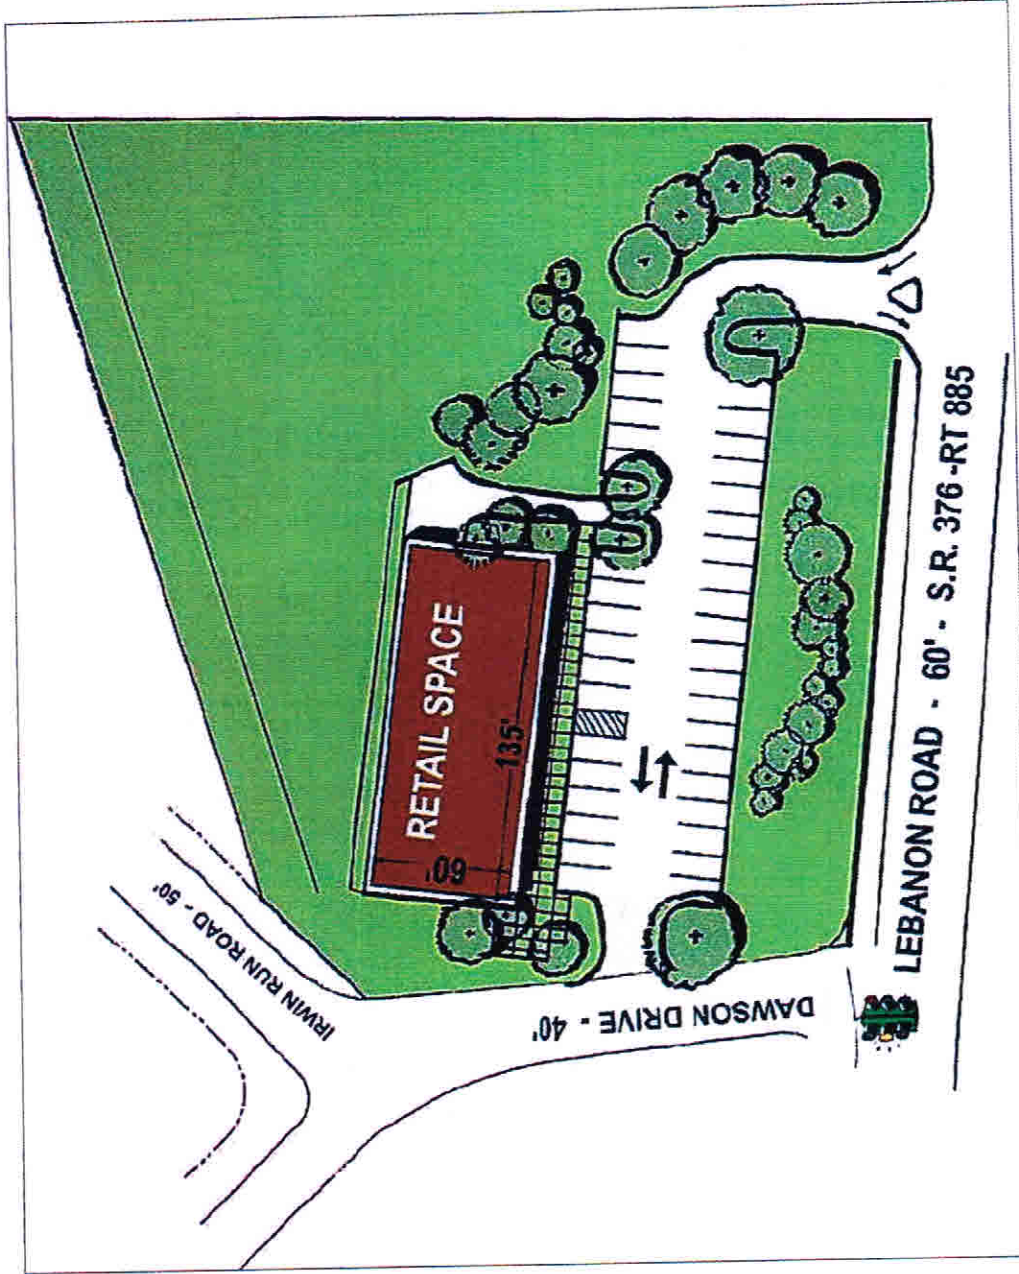 IRWIN RUN ROAD - 50'
RETAIL SPACE
60'
135'
DAWSON DRIVE - 40'
LEBANON ROAD - 60' - S.R. 376 -RT 885